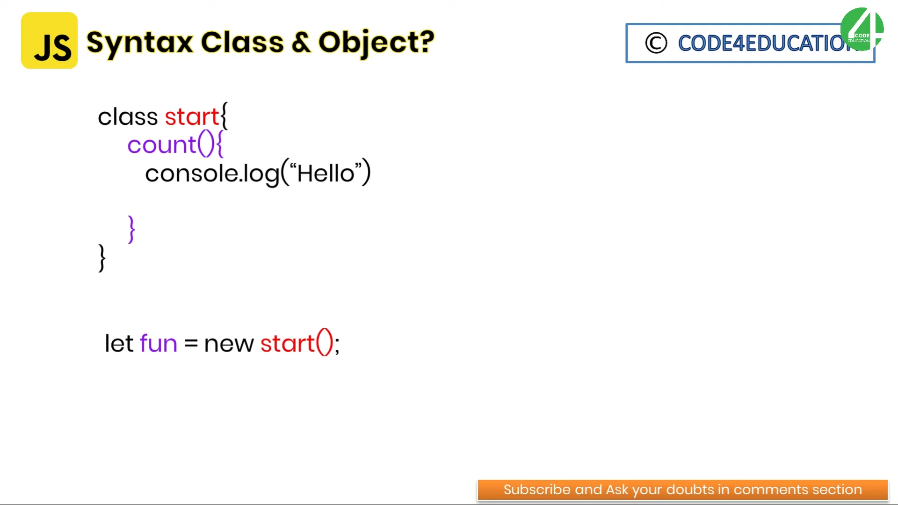 JS Syntax Class & Object?
© CODE4EDUCATION
class start{
count(){
console.log(“Hello”)
}
}
let fun = new start();
Subscribe and Ask your doubts in comments section